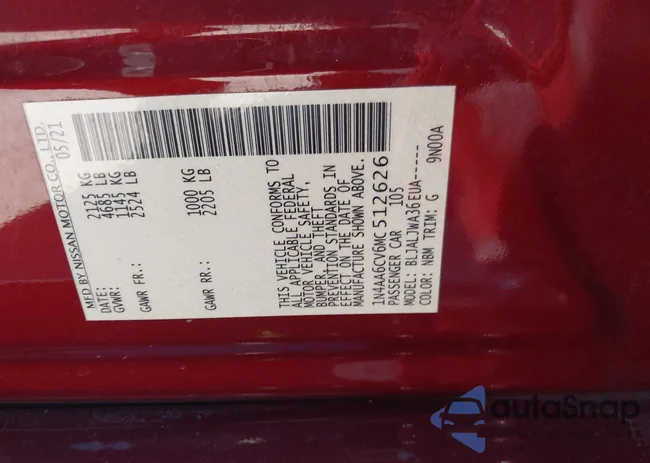 MFD BY NISSAN MOTOR CO., LTD.
DATE: 05/21
GVWR: 2125 KG
4685 LB
GAWR FR: 1145 KG
2524 LB
GAWR RR: 1000 KG
2205 LB
THIS VEHICLE CONFORMS TO
ALL APPLICABLE FEDERAL
MOTOR VEHICLE SAFETY,
BUMPER, AND THEFT
PREVENTION STANDARDS IN
EFFECT ON THE DATE OF
MANUFACTURE SHOWN ABOVE.
1N4AA6CV6MC512626
PASSENGER CAR 105
MODEL: BLJALJWA36EUA-----
COLOR: NBM TRIM: G 9N00A
autoSnap